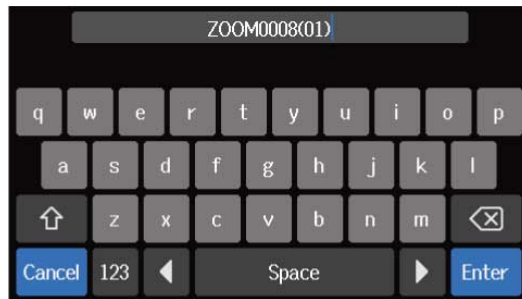 ZOOM0008(01)
q w e r t y u i o p
a s d f g h j k l
z x c v b n m
Cancel 123 Space Enter